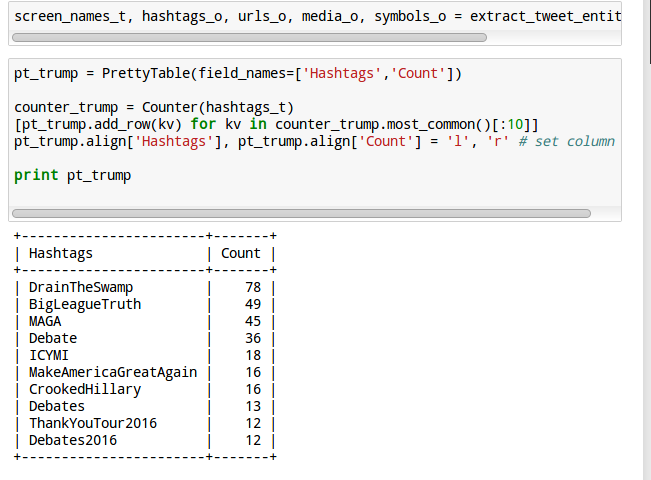 screen_names_t, hashtags_o, urls_o, media_o, symbols_o = extract_tweet_entit
pt_trump = PrettyTable(field_names=['Hashtags','Count'])
counter_trump = Counter(hashtags_t)
[pt_trump.add_row(kv) for kv in counter_trump.most_common()[:10]]
pt_trump.align['Hashtags'], pt_trump.align['Count'] = 'l', 'r' # set column
print pt_trump
+-----------------------+-------+
| Hashtags              | Count |
+-----------------------+-------+
| DrainTheSwamp         |    78 |
| BigLeagueTruth        |    49 |
| MAGA                  |    45 |
| Debate                |    36 |
| ICYMI                 |    18 |
| MakeAmericaGreatAgain |    16 |
| CrookedHillary        |    16 |
| Debates               |    13 |
| ThankYouTour2016      |    12 |
| Debates2016           |    12 |
+-----------------------+-------+